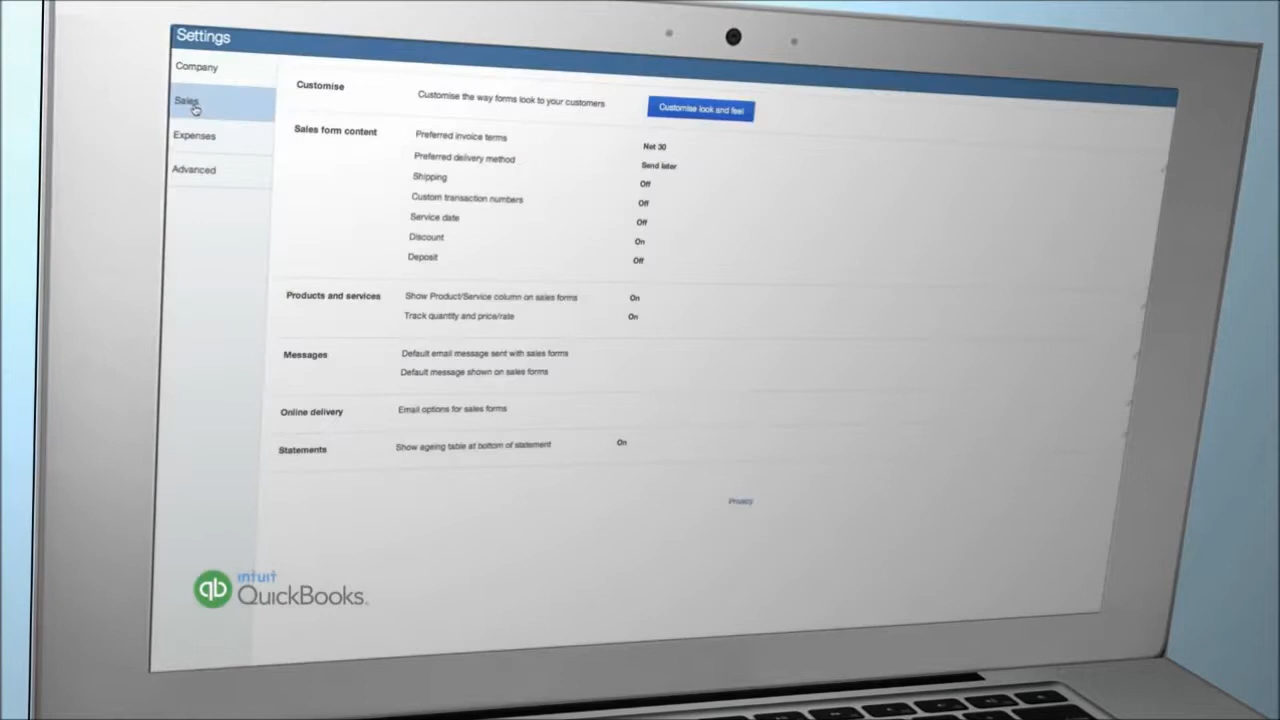 Settings
Company
Sales
Expenses
Advanced
Customise
Customise the way forms look to your customers
Customise look and feel
Sales form content
Preferred invoice terms
Net 30
Preferred delivery method
Send later
Shipping
Off
Custom transaction numbers
Off
Service date
Off
Discount
On
Deposit
Off
Products and services
Show Product/Service column on sales forms
On
Track quantity and price/rate
On
Messages
Default email message sent with sales forms
Default message shown on sales forms
Online delivery
Email options for sales forms
Statements
Show ageing table at bottom of statement
On
Privacy
qb
intuit
QuickBooks.